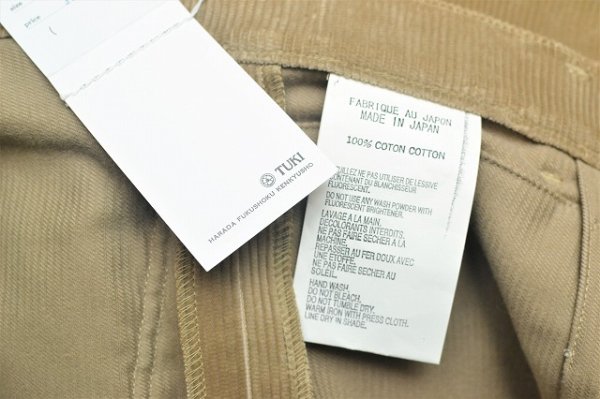 size
price
TUKI
HARADA FUKUSHOKU KENKYUSHO
FABRIQUE AU JAPON
MADE IN JAPAN
100% COTON COTTON
UILLEZ NE PAS UTILISER DE LESSIVE
CONTENANT DU BLANCHISSEUR
FLUORESCENT.
DO NOT USE ANY WASH POWDER WITH
FLUORESCENT BRIGHTENER.
LAVAGE A LA MAIN.
DECOLORANTS INTERDITS.
NE PAS FAIRE SECHER A LA
MACHINE.
REPASSER AU FER DOUX AVEC
UNE ÉTOFFE.
NE PAS FAIRE SECHER AU
SOLEIL.
HAND WASH
DO NOT BLEACH.
DO NOT TUMBLE DRY.
WARM IRON WITH PRESS CLOTH.
LINE DRY IN SHADE.